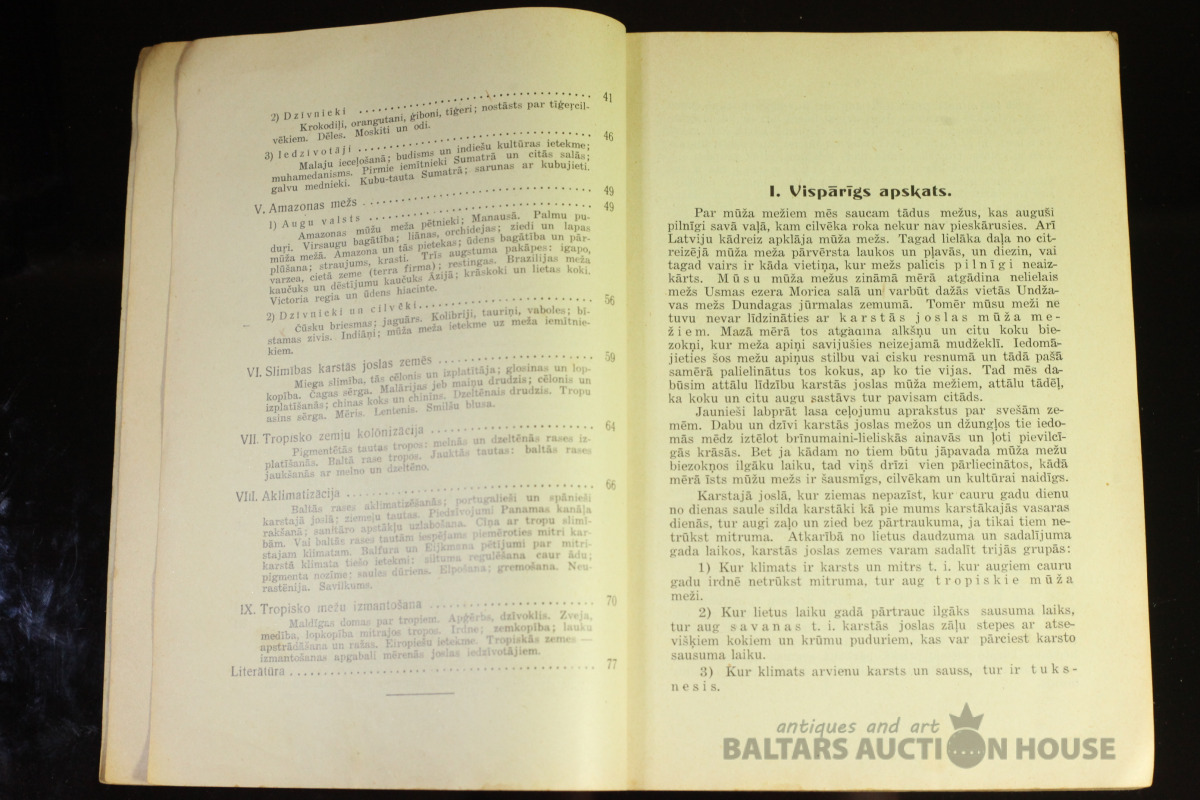 2) Dzīvnieki . . . . . . . . . . 41
Krokodiļi, orangutani, ģiboni, tīģeri; nostāsts par tīģeŗcil-
vēkiem. Dēles. Moskiti un odi.
3) Iedzīvotāji . . . . . . . . . . 46
Malaju ieceļošanā; budisms un indiešu kultūras ietekme;
muhamedanisms. Pirmie iemītnieki Sumatrā un citās salās;
galvu mednieki. Kubu-tauta Sumatrā; sarunas ar kubujieti.
V. Amazonas mežs . . . . . . . . . . 49
1) Augu valsts . . . . . . . . . . 49
Amazonas mūžu meža pētnieki; Manausā. Palmu pu-
duŗi. Virsaugu bagātība; liānas, orchidejas; ziedi un lapas
mūža mežā. Amazona un tās pietekas; ūdens bagātība un pār-
plūšana; straujums, krasti. Trīs augstuma pakāpes: igapo,
varzea, cietā zeme (terra firma); restingas. Brazilijas meža
kaučuks un dēstījumu kaučuks Āzijā; krāskoki un lietas koki.
Victoria regia un ūdens hiacinte.
2) Dzīvnieki un cilvēki . . . . . . . . . . 56
Čūsku briesmas; jaguārs. Kolibriji, tauriņi, vaboles; bī-
stamas zivis. Indiāņi; mūža meža ietekme uz meža iemītnie-
kiem.
VI. Slimības karstās joslas zemēs . . . . . . . . . . 59
Miega slimība, tās cēlonis un izplatītāja; glosinas un lop-
kopība. Čagas sērga. Malārijas jeb maiņu drudzis; cēlonis un
izplatīšanās; chinas koks un chinins. Dzeltēnais drudzis. Tropu
asins sērga. Mēris. Lentenis. Smilšu blusa.
VII. Tropisko zemju kolōnizācija . . . . . . . . . . 64
Pigmentētās tautas tropos: melnās un dzeltēnās rases iz-
platīšanās. Baltā rase tropos. Jauktās tautas: baltās rases
jaukšanās ar melno un dzeltēno.
VIII. Aklimatizācija . . . . . . . . . . 66
Baltās rases aklimatizēšanās; portugalieši un spānieši
karstajā joslā; ziemeļu tautas. Piedzīvojumi Panamas kanāļa
rakšanā; sanitāro apstākļu uzlabošana. Cīņa ar tropu slimī-
bām. Vai baltās rases tautām iespējams piemēroties mitri kar-
stajam klimatam. Balfura un Eijkmana pētījumi par mitri-
karstā klimata tiešo ietekmi: siltuma regulēšana caur ādu;
pigmenta nozīme; saules dūriens. Elpošana; gremošana. Neu-
rastēnija. Savilkums.
IX. Tropisko mežu izmantošana . . . . . . . . . . 70
Maldīgas domas par tropiem. Apģērbs, dzīvoklis. Zveja,
medība, lopkopība mitrajos tropos. Irdne; zemkopība; lauku
apstrādāšana un ražas. Eiropiešu ietekme. Tropiskās zemes —
izmantošanas apgabali mērenās joslas iedzīvotājiem.
Literātūra . . . . . . . . . . 77
I. Vispārīgs apskats.
Par mūža mežiem mēs saucam tādus mežus, kas auguši
pilnīgi savā vaļā, kam cilvēka roka nekur nav pieskārusies. Arī
Latviju kādreiz apklāja mūža mežs. Tagad lielāka daļa no cit-
reizējā mūža meža pārvērsta laukos un pļavās, un diezin, vai
tagad vairs ir kāda vietiņa, kur mežs palicis pilnīgi neaiz-
kārts. Mūsu mūža mežus zināmā mērā atgādina nelielais
mežs Usmas ezera Morica salā un varbūt dažās vietās Undža-
vas mežs Dundagas jūrmalas zemumā. Tomēr mūsu meži ne
tuvu nevar līdzināties ar karstās joslas mūža me-
žiem. Mazā mērā tos atgādina alkšņu un citu koku bie-
zokņi, kur meža apiņi savijušies neizejamā mudžeklī. Iedomā-
jieties šos mežu apiņus stilbu vai cisku resnumā un tādā pašā
samērā palielinātus tos kokus, ap ko tie vijas. Tad mēs da-
būsim attālu līdzību karstās joslas mūža mežiem, attālu tādēļ,
ka koku un citu augu sastāvs tur pavisam citāds.
Jaunieši labprāt lasa ceļojumu aprakstus par svešām ze-
mēm. Dabu un dzīvi karstās joslas mežos un džungļos tie iedo-
mās mēdz iztēlot brīnumaini-lieliskās ainavās un ļoti pievilcī-
gās krāsās. Bet ja kādam no tiem būtu jāpavada mūža mežu
biezokņos ilgāku laiku, tad viņš drīzi vien pārliecinātos, kādā
mērā īsts mūžu mežs ir šausmīgs, cilvēkam un kultūrai naidīgs.
Karstajā joslā, kur ziemas nepazīst, kur cauru gadu dienu
no dienas saule silda karstāki kā pie mums karstākajās vasaras
dienās, tur augi zaļo un zied bez pārtraukuma, ja tikai tiem ne-
trūkst mitruma. Atkarībā no lietus daudzuma un sadalījuma
gada laikos, karstās joslas zemes varam sadalīt trijās grupās:
1) Kur klimats ir karsts un mitrs t. i. kur augiem cauru
gadu irdnē netrūkst mitruma, tur aug tropiskie mūža
meži.
2) Kur lietus laiku gadā pārtrauc ilgāks sausuma laiks,
tur aug savanas t. i. karstās joslas zāļu stepes ar atse-
višķiem kokiem un krūmu puduriem, kas var pārciest karsto
sausuma laiku.
3) Kur klimats arvienu karsts un sauss, tur ir tuks-
nesis.
antiques and art
BALTARS AUCTION HOUSE